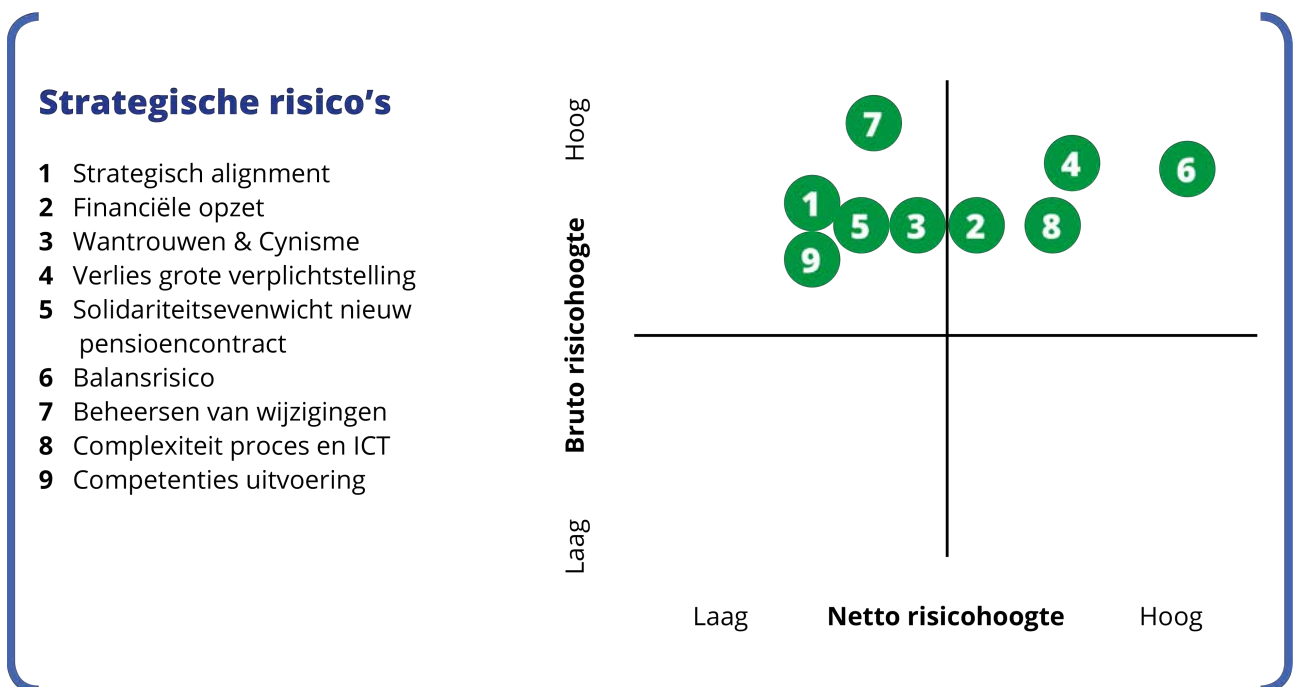 Strategische risico’s
1 Strategisch alignment
2 Financiële opzet
3 Wantrouwen & Cynisme
4 Verlies grote verplichtstelling
5 Solidariteitsevenwicht nieuw
pensioencontract
6 Balansrisico
7 Beheersen van wijzigingen
8 Complexiteit proces en ICT
9 Competenties uitvoering
Hoog
Bruto risicohoogte
Laag
7
4
6
1
5
3
2
8
9
Laag
Netto risicohoogte
Hoog